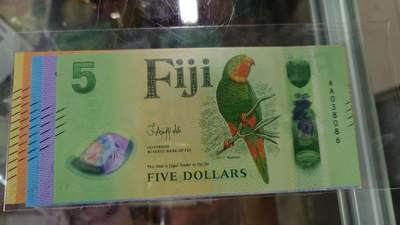 5
Fiji
GOVERNOR
RESERVE BANK OF FIJI
This Note is Legal Tender in Fiji for
FIVE DOLLARS
AA038086